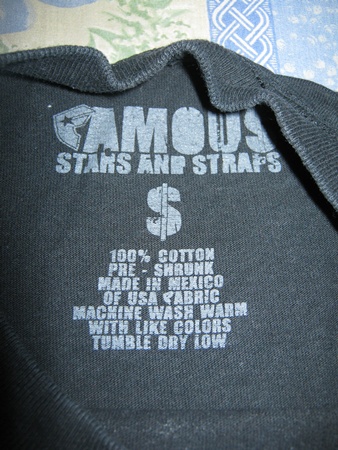 FAMOUS
STARS AND STRAPS
$
100% COTTON
PRE - SHRUNK
MADE IN MEXICO
OF USA FABRIC
MACHINE WASH WARM
WITH LIKE COLORS
TUMBLE DRY LOW